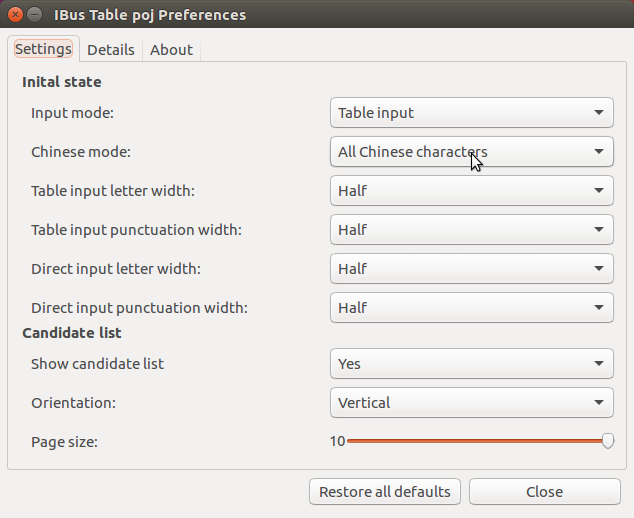 IBus Table poj Preferences
Settings Details About
Inital state
Input mode: Table input
Chinese mode: All Chinese characters
Table input letter width: Half
Table input punctuation width: Half
Direct input letter width: Half
Direct input punctuation width: Half
Candidate list
Show candidate list Yes
Orientation: Vertical
Page size: 10
Restore all defaults Close